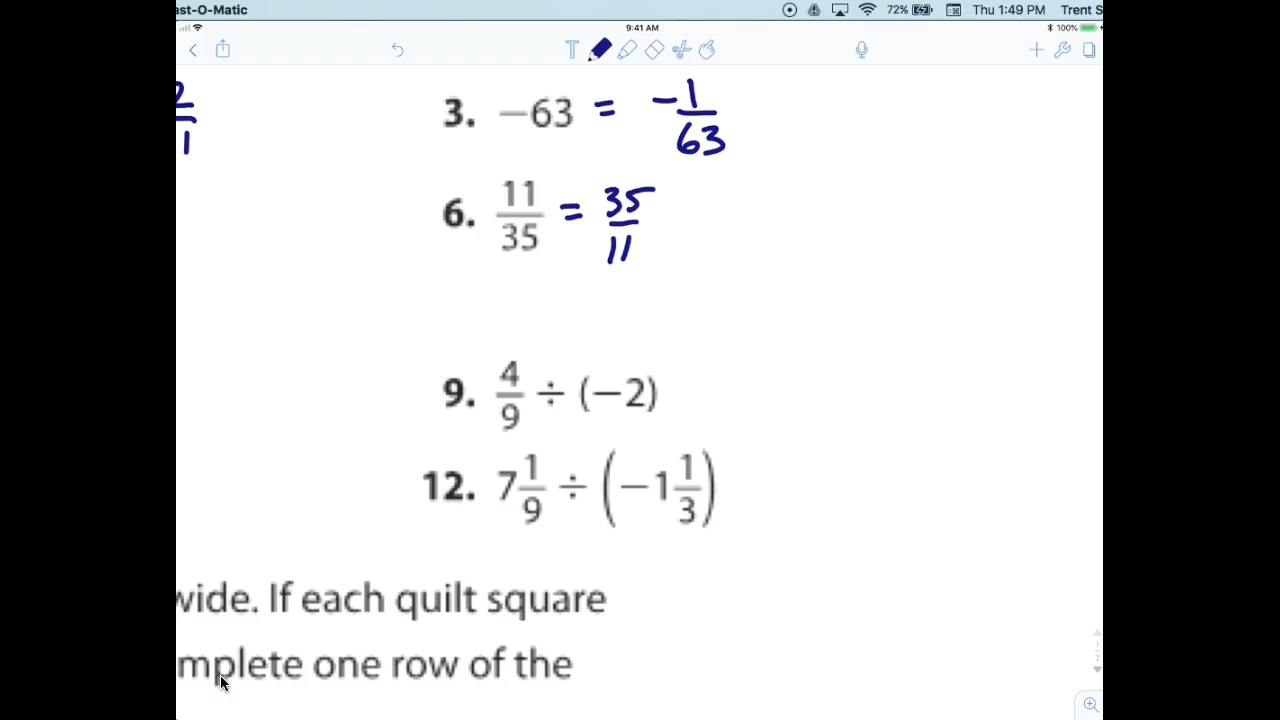 ast-O-Matic 72% Thu 1:49 PM Trent S
9:41 AM 100%
T
2/1
3. −63 = −1/63
6. 11/35 = 35/11
9. 4/9 ÷ (−2)
12. 7 1/9 ÷ (−1 1/3)
wide. If each quilt square
mplete one row of the